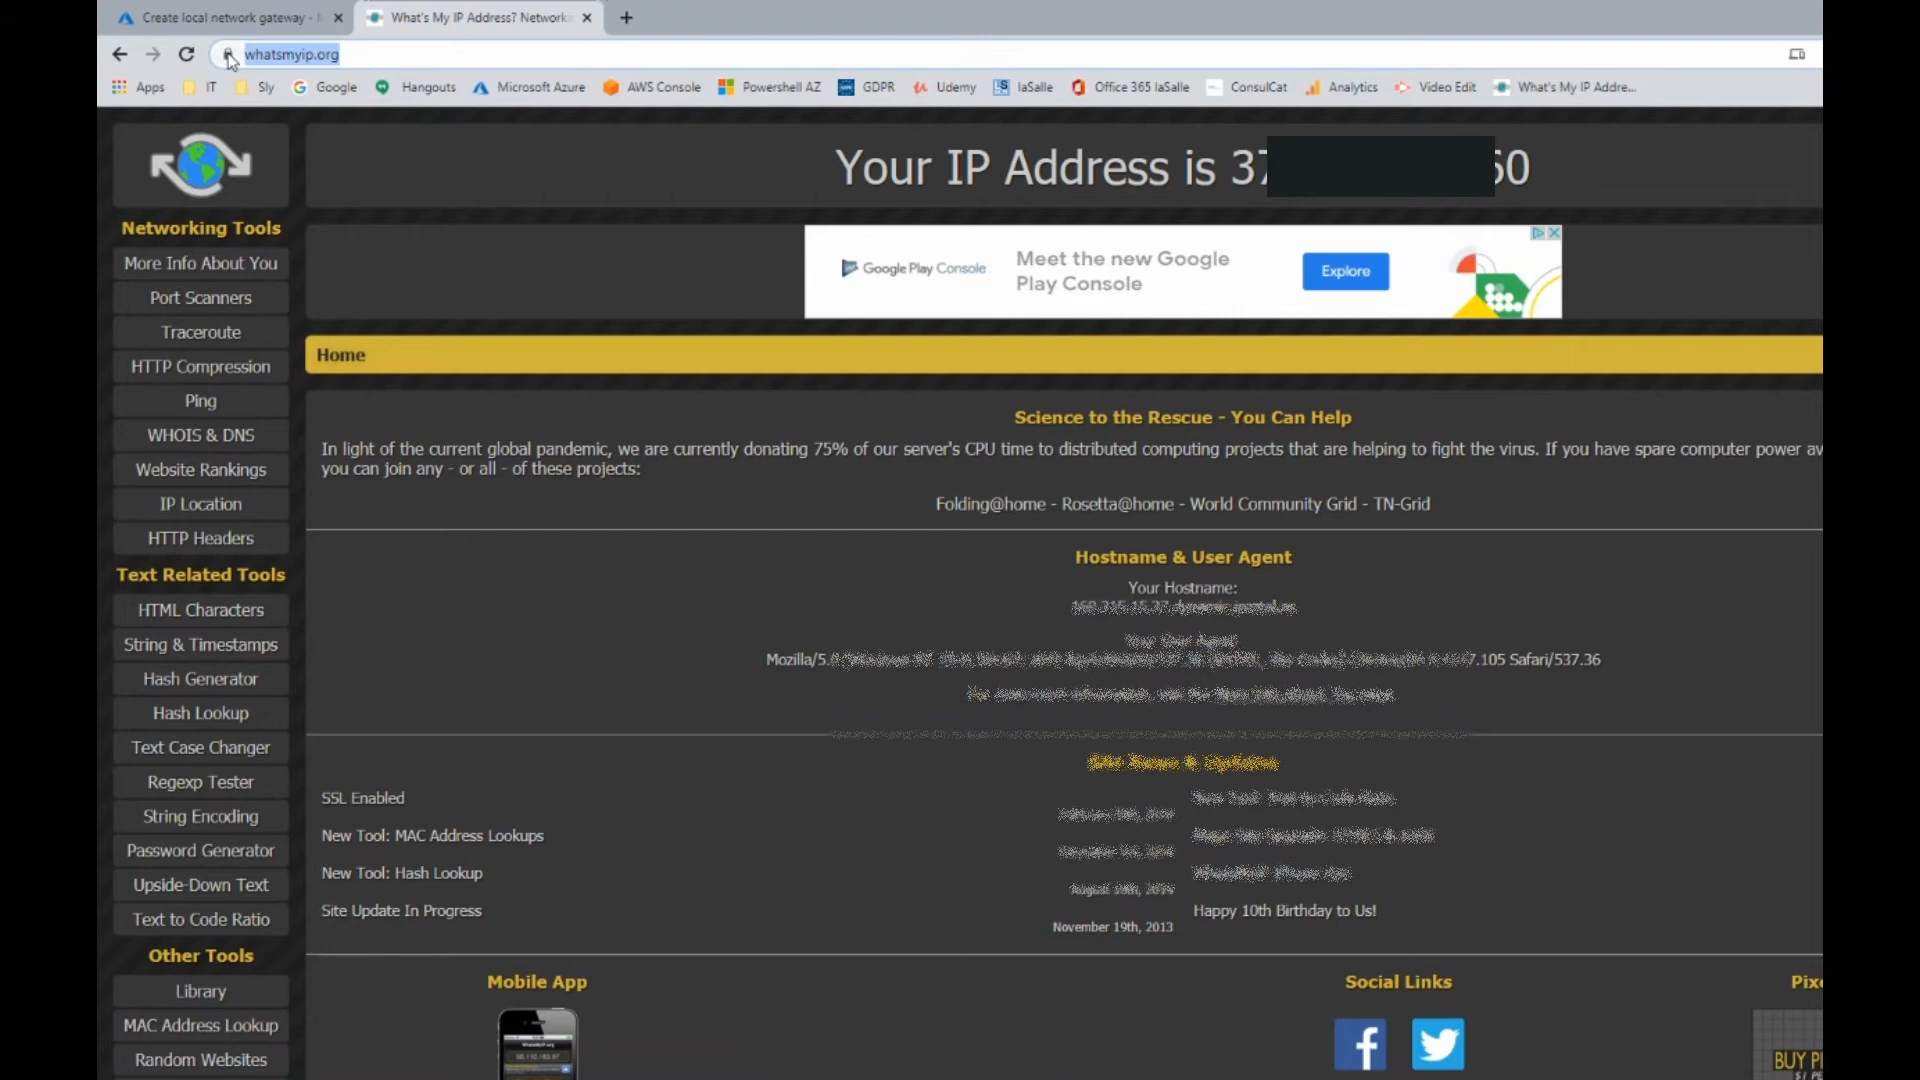 Create local network gateway -
What's My IP Address? Network
whatsmyip.org
Apps IT Sly Google Hangouts Microsoft Azure AWS Console Powershell AZ GDPR Udemy laSalle Office 365 laSalle ConsulCat Analytics Video Edit What's My IP Addre...
Your IP Address is 37 60
Google Play Console
Meet the new Google
Play Console
Explore
Networking Tools
More Info About You
Port Scanners
Traceroute
HTTP Compression
Ping
WHOIS & DNS
Website Rankings
IP Location
HTTP Headers
Text Related Tools
HTML Characters
String & Timestamps
Hash Generator
Hash Lookup
Text Case Changer
Regexp Tester
String Encoding
Password Generator
Upside-Down Text
Text to Code Ratio
Other Tools
Library
MAC Address Lookup
Random Websites
Home
Science to the Rescue - You Can Help
In light of the current global pandemic, we are currently donating 75% of our server's CPU time to distributed computing projects that are helping to fight the virus. If you have spare computer power av
you can join any - or all - of these projects:
Folding@home - Rosetta@home - World Community Grid - TN-Grid
Hostname & User Agent
Your Hostname:
Mozilla/5. 7.105 Safari/537.36
SSL Enabled
New Tool: MAC Address Lookups
New Tool: Hash Lookup
Site Update In Progress
November 19th, 2013
Happy 10th Birthday to Us!
Mobile App
Social Links
Pix
BUY PI